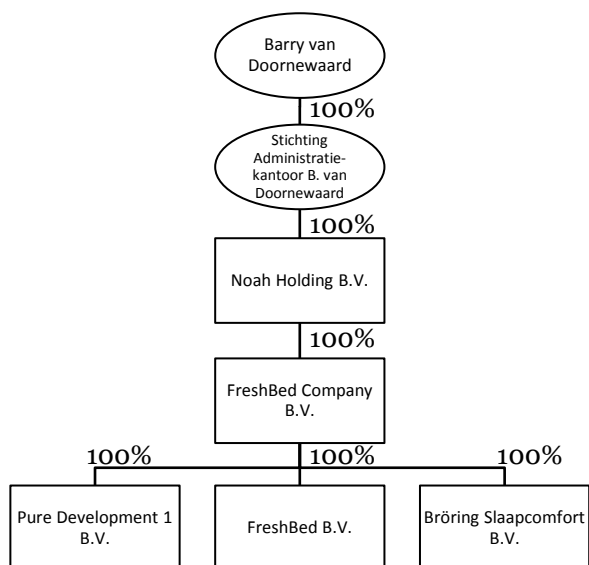 Barry van
Doornewaard
100%
Stichting
Administratie-
kantoor B. van
Doornewaard
100%
Noah Holding B.V.
100%
FreshBed Company
B.V.
100%
100%
100%
Pure Development 1
B.V.
FreshBed B.V.
Bröring Slaapcomfort
B.V.